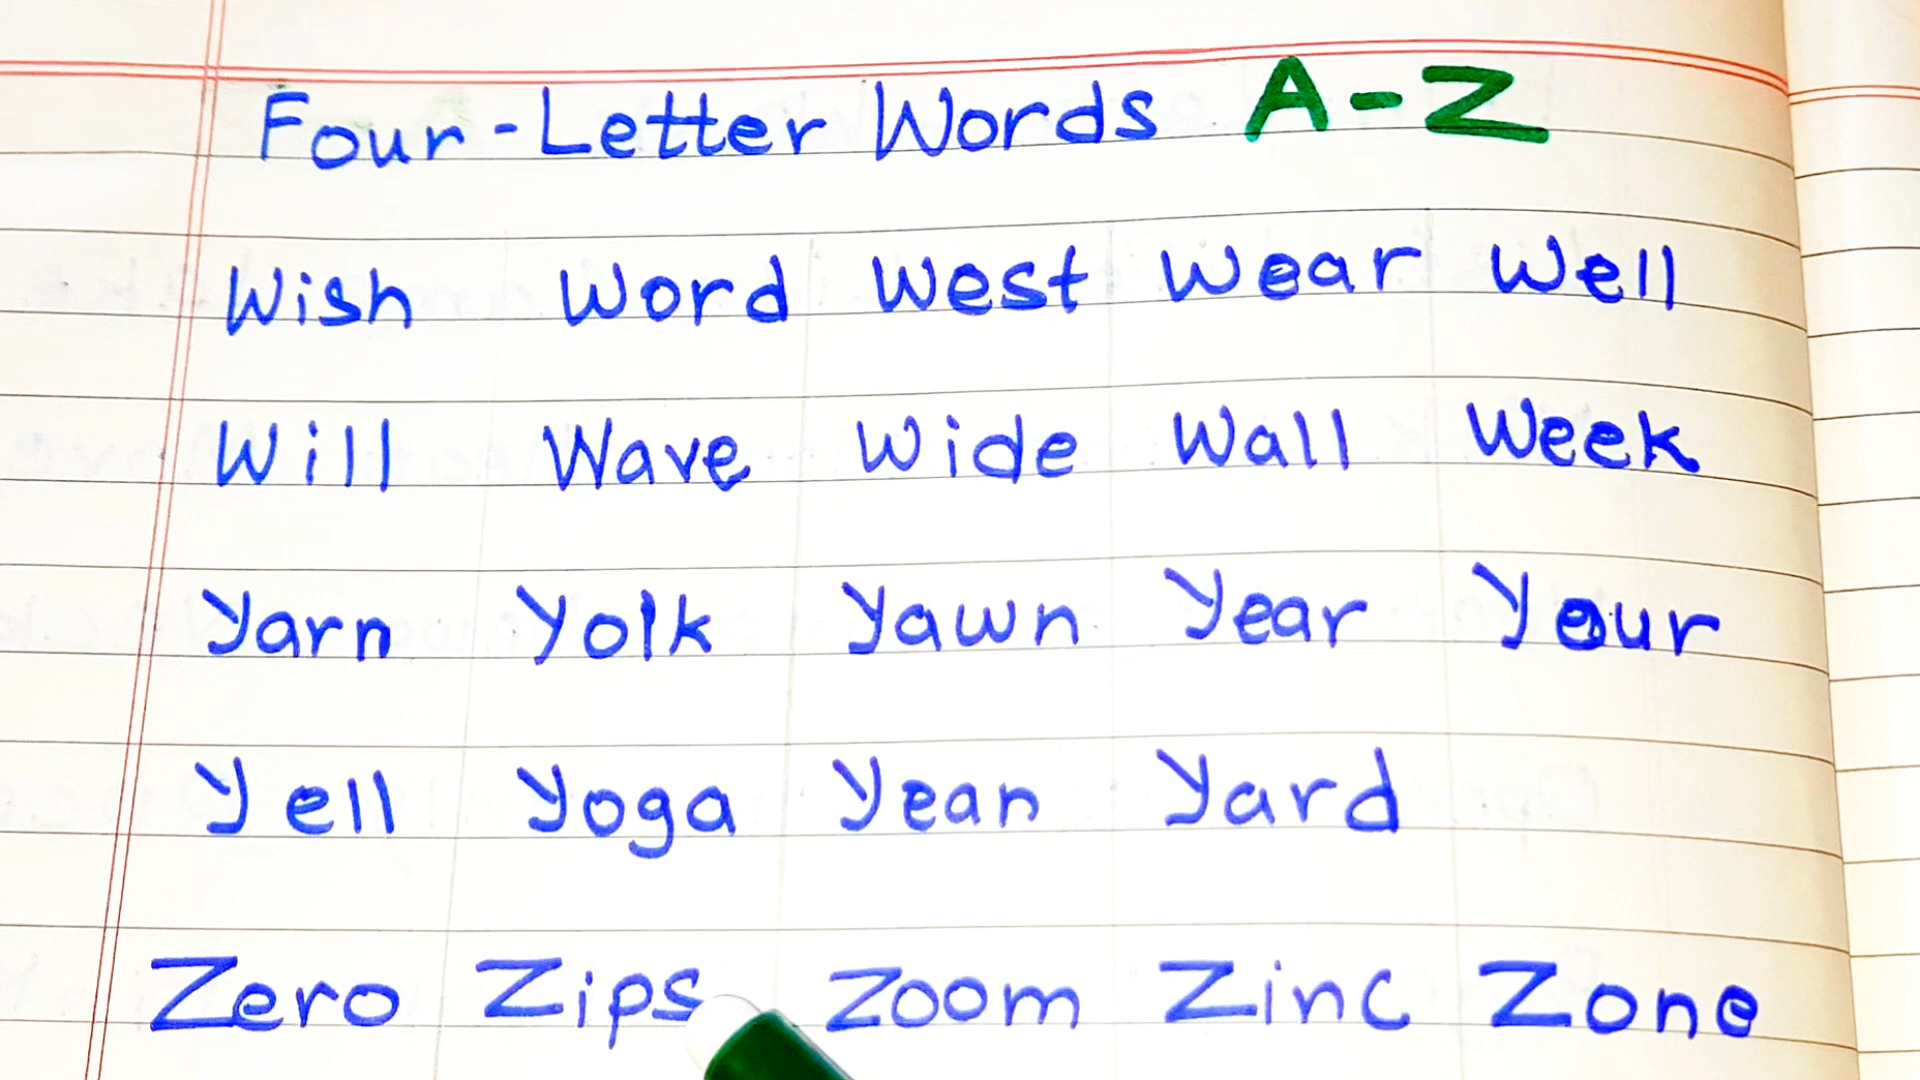 Four-Letter Words A-Z
Wish Word West Wear Well
Will Wave Wide Wall Week
Yarn Yolk Yawn Year Your
Yell Yoga Yean Yard
Zero Zips Zoom Zinc Zone